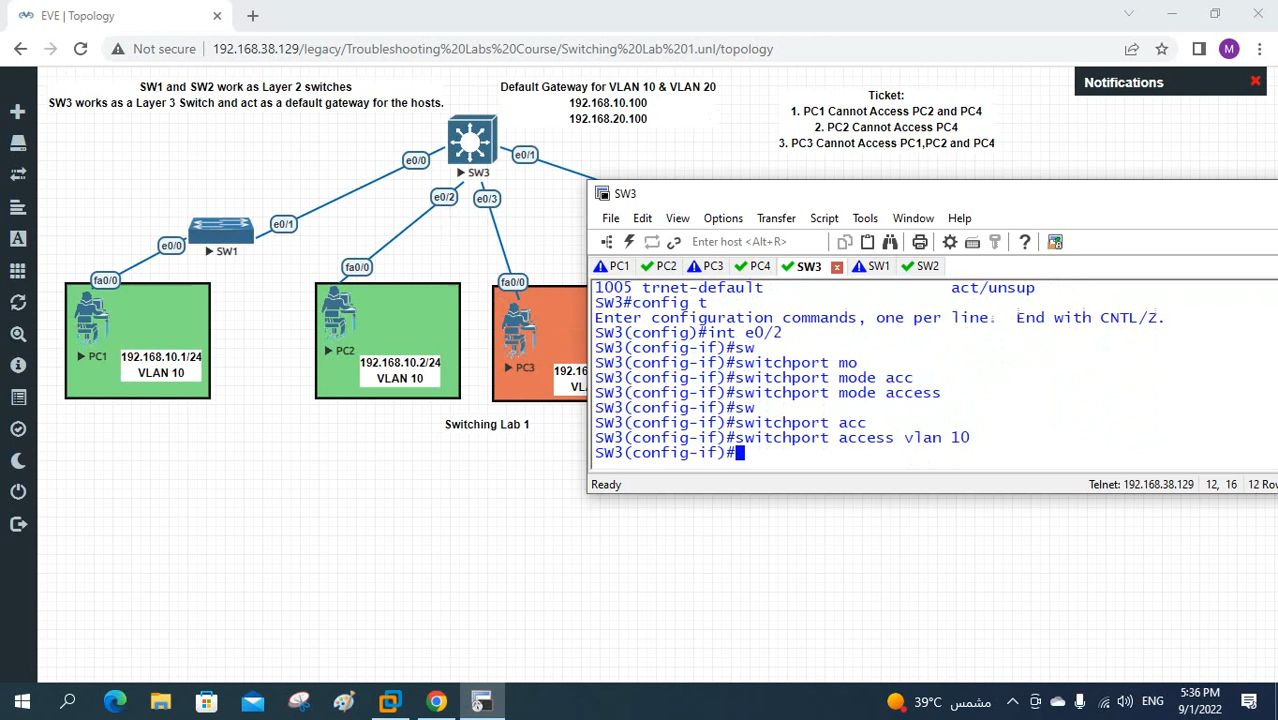 EVE | Topology
Not secure
192.168.38.129/legacy/Troubleshooting%20Labs%20Course/Switching%20Lab%201.unl/topology
M
Notifications
SW1 and SW2 work as Layer 2 switches
SW3 works as a Layer 3 Switch and act as a default gateway for the hosts.
Default Gateway for VLAN 10 & VLAN 20
192.168.10.100
192.168.20.100
Ticket:
1. PC1 Cannot Access PC2 and PC4
2. PC2 Cannot Access PC4
3. PC3 Cannot Access PC1,PC2 and PC4
e0/0
e0/1
SW3
e0/2
e0/3
SW1
e0/1
e0/0
fa0/0
fa0/0
fa0/0
PC1
192.168.10.1/24
VLAN 10
PC2
192.168.10.2/24
VLAN 10
PC3
Switching Lab 1
SW3
File Edit View Options Transfer Script Tools Window Help
Enter host <Alt+R>
PC1 PC2 PC3 PC4 SW3 SW1 SW2
1005 trnet-default act/unsup
SW3#config t
Enter configuration commands, one per line. End with CNTL/Z.
SW3(config)#int e0/2
SW3(config-if)#sw
SW3(config-if)#switchport mo
SW3(config-if)#switchport mode acc
SW3(config-if)#switchport mode access
SW3(config-if)#sw
SW3(config-if)#switchport acc
SW3(config-if)#switchport access vlan 10
SW3(config-if)#
Ready
Telnet: 192.168.38.129
12, 16
39°C مشمس
ENG
5:36 PM
9/1/2022